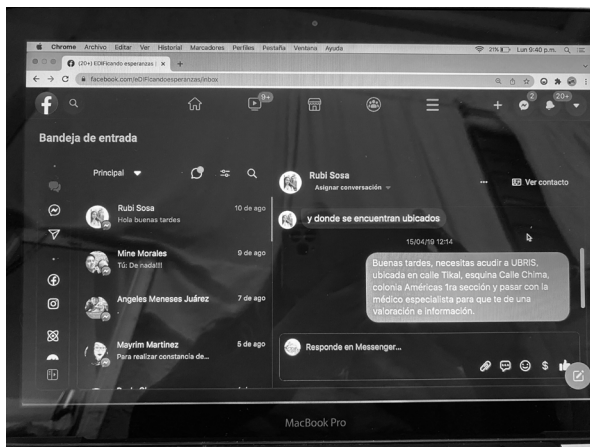 Chrome Archivo Editar Ver Historial Marcadores Perfiles Pestaña Ventana Ayuda
21% Lun 9:40 p.m.
(20+) EDIFicando esperanzas |
facebook.com/eDIFicandoesperanzas/inbox
9+
2
20+
Bandeja de entrada
Principal
Rubi Sosa
10 de ago
Hola buenas tardes
Mine Morales
9 de ago
Tú: De nada!!!
Angeles Meneses Juárez
7 de ago
.
Mayrim Martinez
5 de ago
Para realizar constancia de...
Rubi Sosa
Asignar conversación
Ver contacto
y donde se encuentran ubicados
15/04/19 12:14
Buenas tardes, necesitas acudir a UBRIS,
ubicada en calle Tikal, esquina Calle Chima,
colonia Américas 1ra sección y pasar con la
médico especialista para que te de una
valoración e información.
Responde en Messenger...
MacBook Pro